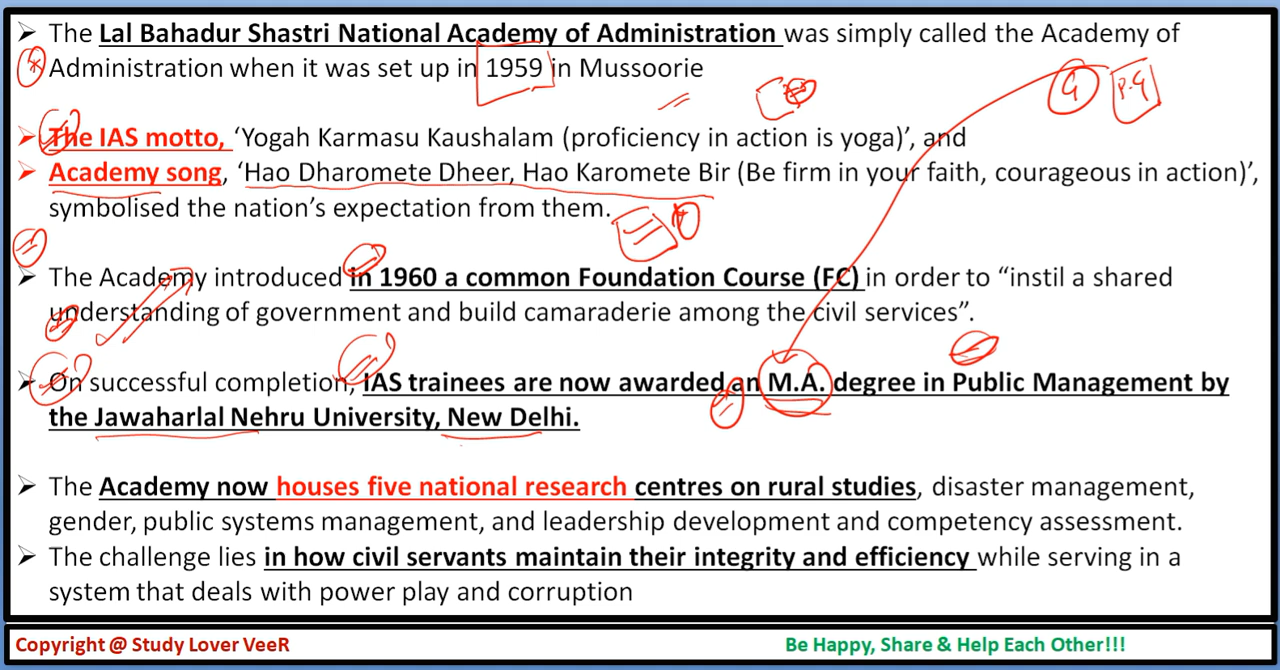 ➤ The Lal Bahadur Shastri National Academy of Administration was simply called the Academy of
Administration when it was set up in 1959 in Mussoorie
G P.G
➤ The IAS motto, ‘Yogah Karmasu Kaushalam (proficiency in action is yoga)’, and
➤ Academy song, ‘Hao Dharomete Dheer, Hao Karomete Bir (Be firm in your faith, courageous in action)’,
symbolised the nation’s expectation from them.
➤ The Academy introduced in 1960 a common Foundation Course (FC) in order to “instil a shared
understanding of government and build camaraderie among the civil services”.
➤ On successful completion, IAS trainees are now awarded an M.A. degree in Public Management by
the Jawaharlal Nehru University, New Delhi.
➤ The Academy now houses five national research centres on rural studies, disaster management,
gender, public systems management, and leadership development and competency assessment.
➤ The challenge lies in how civil servants maintain their integrity and efficiency while serving in a
system that deals with power play and corruption
Copyright @ Study Lover VeeR
Be Happy, Share & Help Each Other!!!